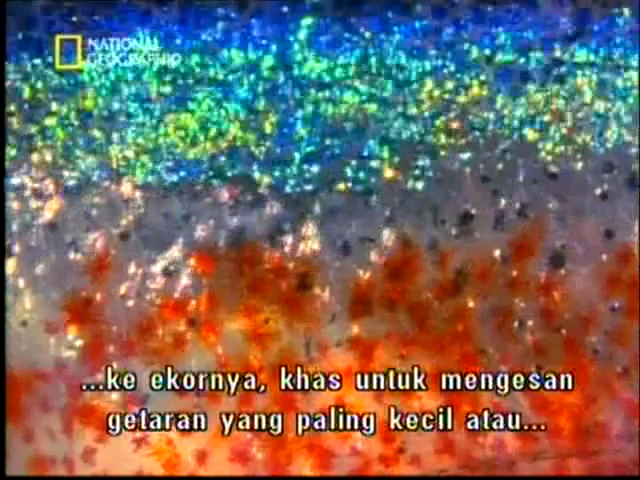 NATIONAL
GEOGRAPHIC
...ke ekornya, khas untuk mengesan
getaran yang paling kecil atau...